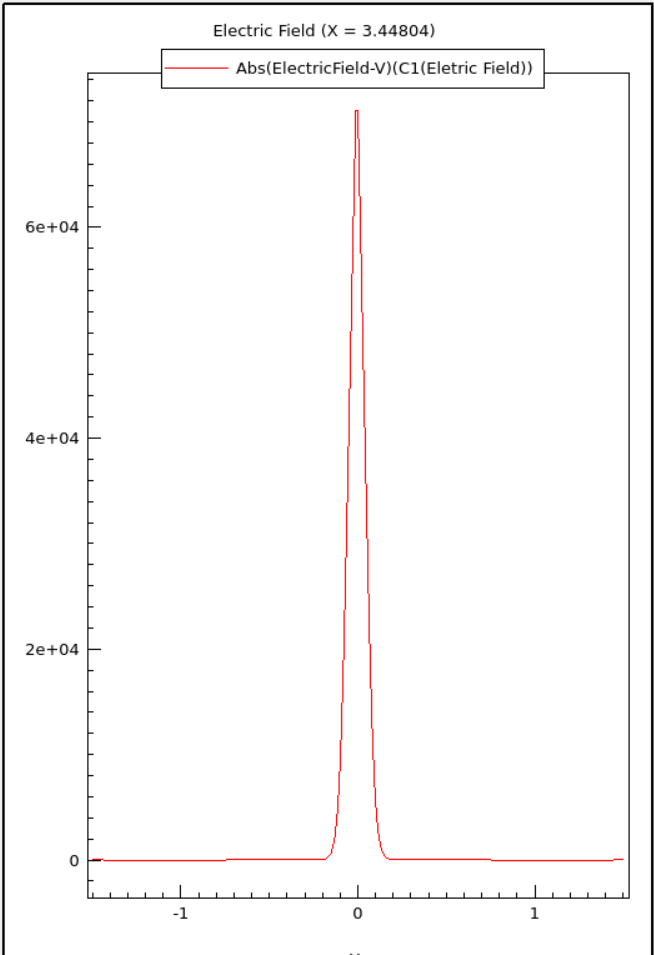 Electric Field (X = 3.44804)
Abs(ElectricField-V)(C1(Eletric Field))
6e+04
4e+04
2e+04
0
-1 0 1